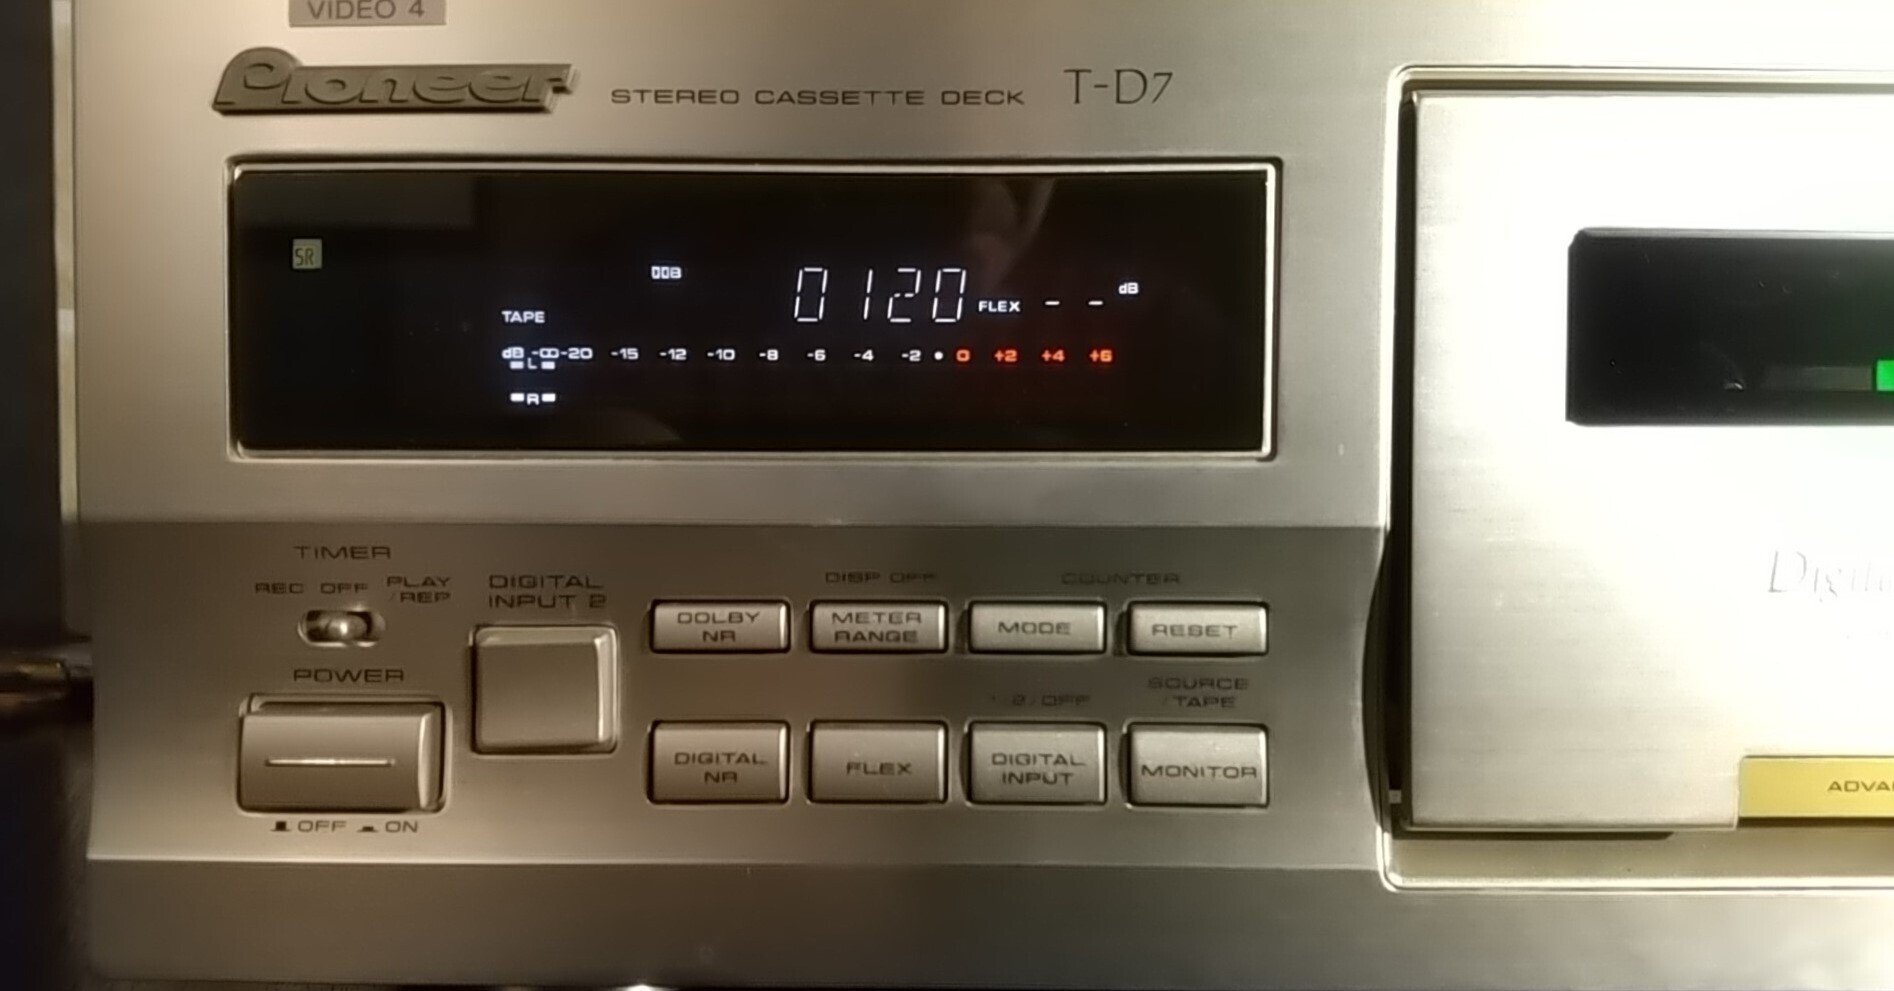 VIDEO 4
Pioneer STEREO CASSETTE DECK T-D7
SR
0120 FLEX - - dB
TAPE
dB -∞ -20 -15 -12 -10 -8 -6 -4 -2 • 0 +2 +4 +6
L
R
TIMER
REC OFF PLAY /REP
DIGITAL INPUT 2
DISP OFF
COUNTER
DOLBY NR
METER RANGE
MODE
RESET
POWER
/2/OFF
SOURCE /TAPE
DIGITAL NR
FLEX
DIGITAL INPUT
MONITOR
OFF ON